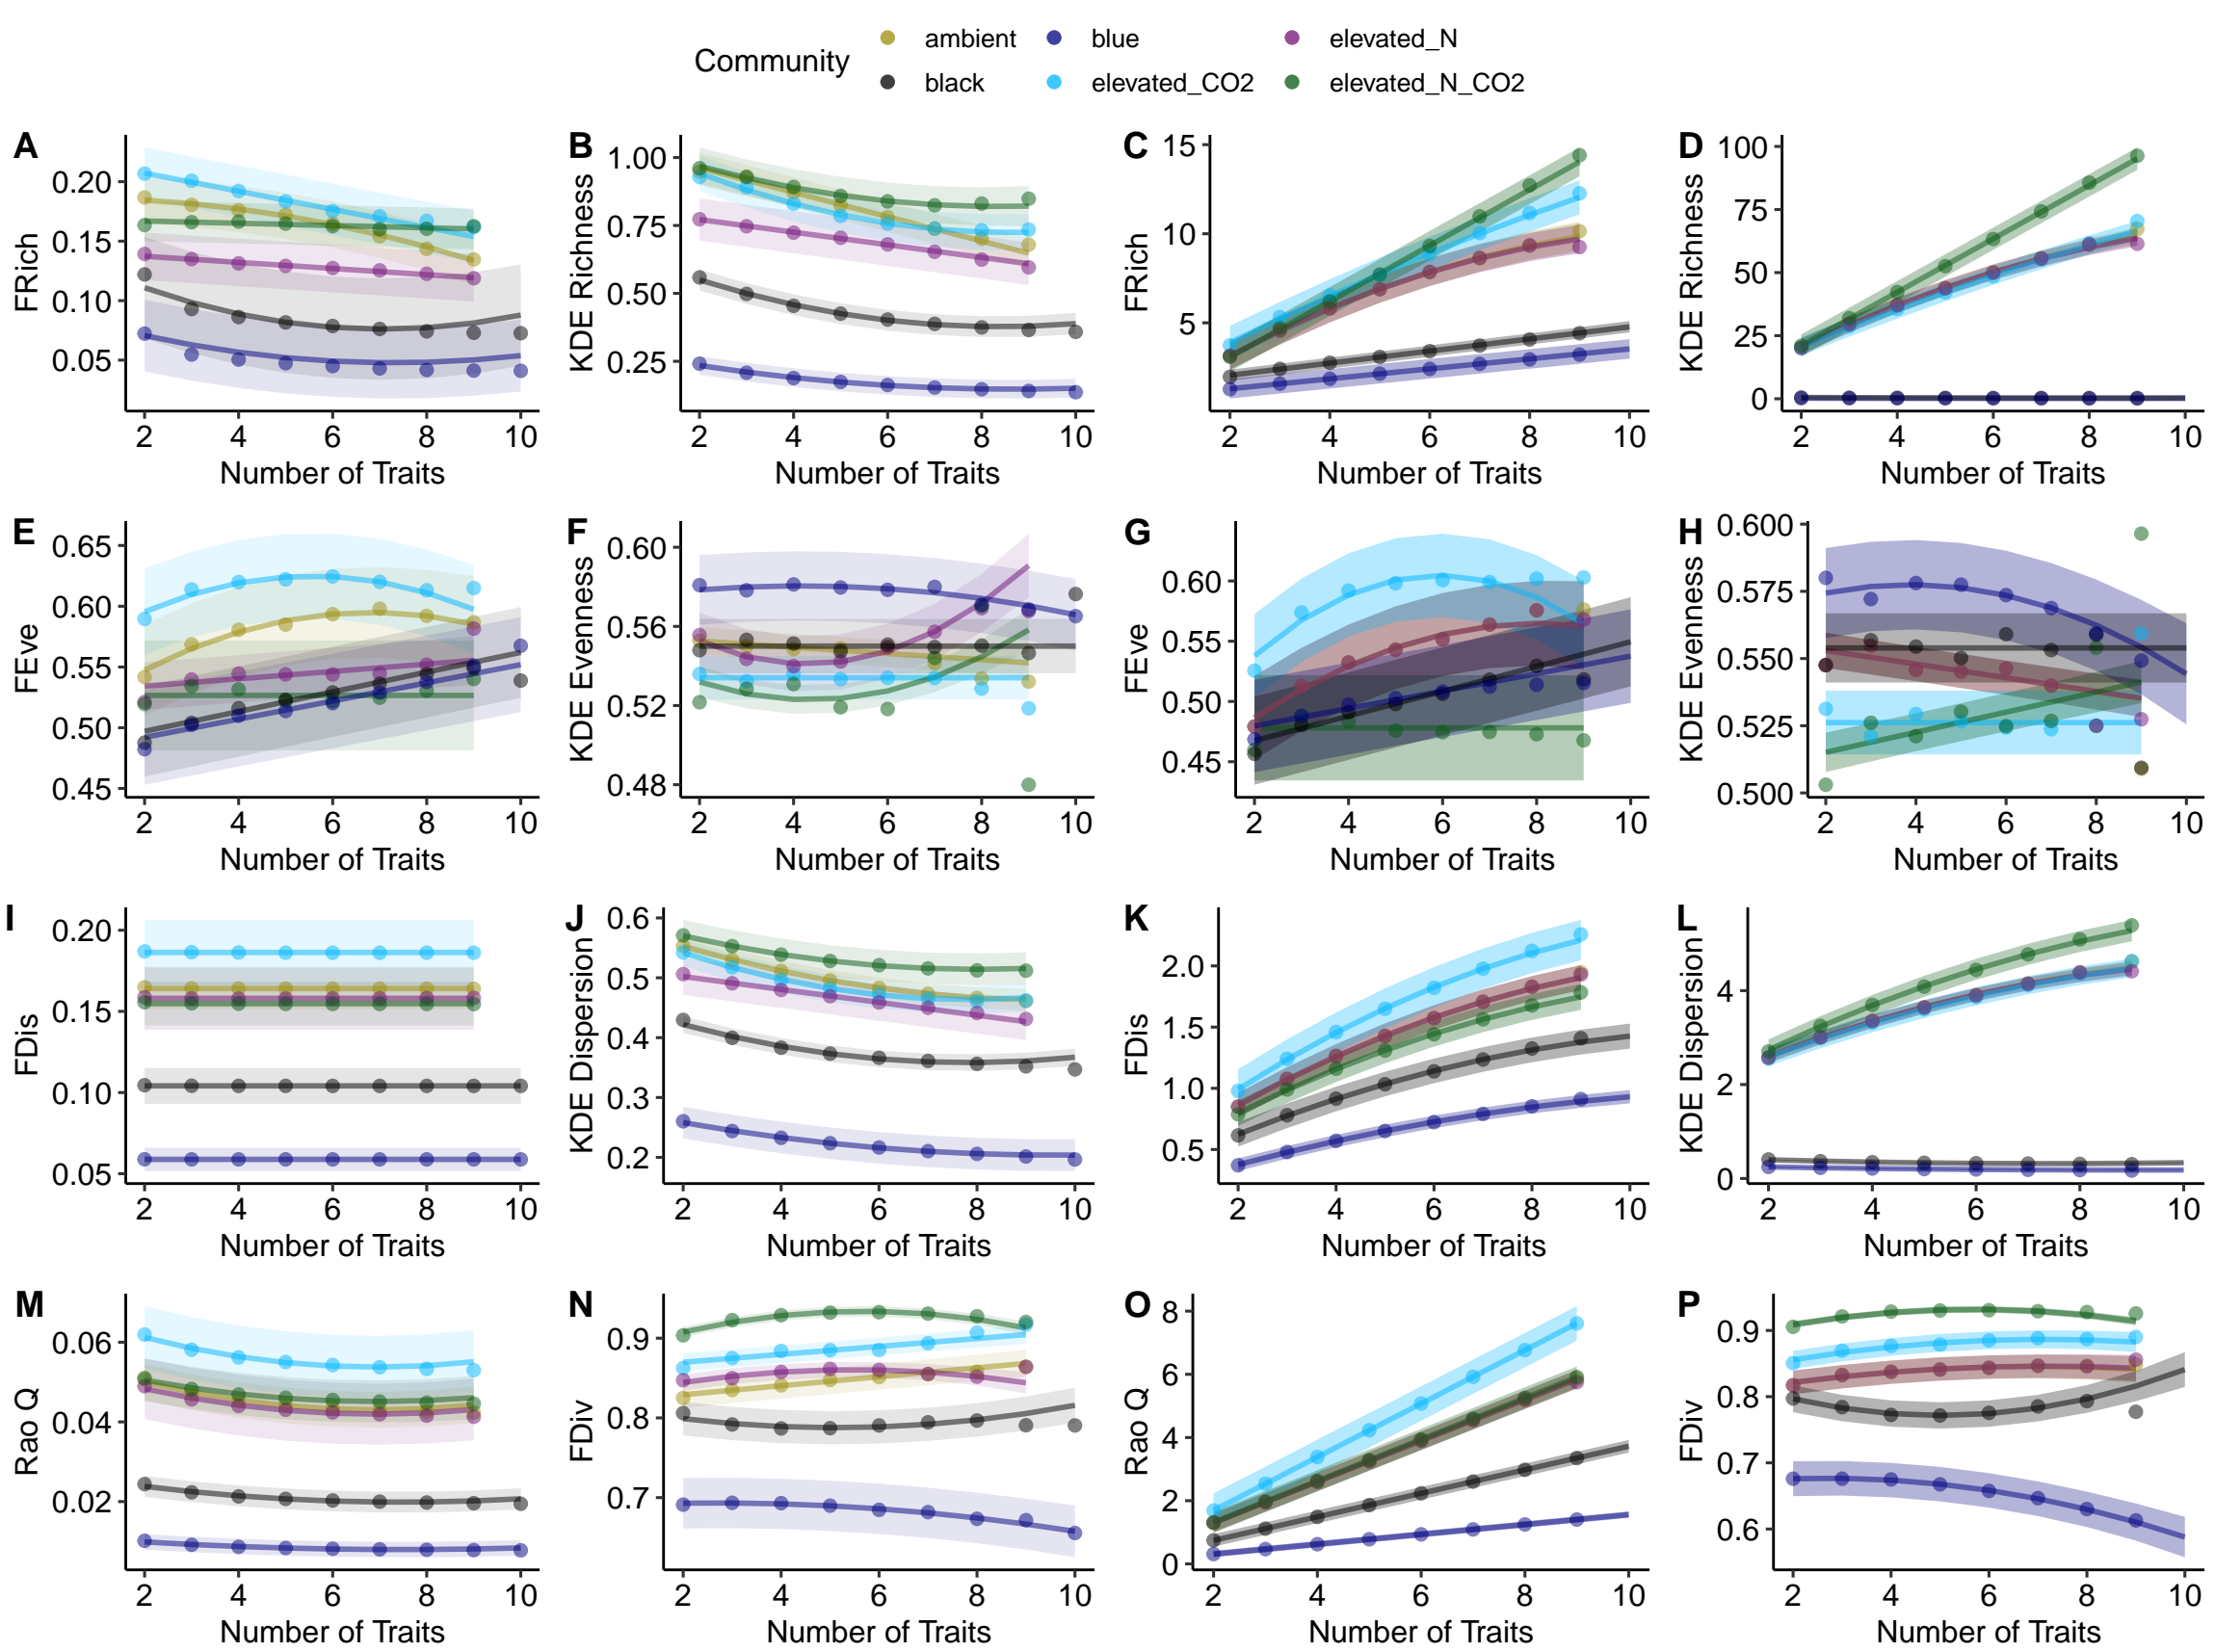 Community
ambient
blue
elevated_N
black
elevated_CO2
elevated_N_CO2
A
FRich
0.20
0.15
0.10
0.05
2 4 6 8 10
Number of Traits
B
KDE Richness
1.00
0.75
0.50
0.25
2 4 6 8 10
Number of Traits
C
FRich
15
10
5
2 4 6 8 10
Number of Traits
D
KDE Richness
100
75
50
25
0
2 4 6 8 10
Number of Traits
E
FEve
0.65
0.60
0.55
0.50
0.45
2 4 6 8 10
Number of Traits
F
KDE Evenness
0.60
0.56
0.52
0.48
2 4 6 8 10
Number of Traits
G
FEve
0.60
0.55
0.50
0.45
2 4 6 8 10
Number of Traits
H
KDE Evenness
0.600
0.575
0.550
0.525
0.500
2 4 6 8 10
Number of Traits
I
FDis
0.20
0.15
0.10
0.05
2 4 6 8 10
Number of Traits
J
KDE Dispersion
0.6
0.5
0.4
0.3
0.2
2 4 6 8 10
Number of Traits
K
FDis
2.0
1.5
1.0
0.5
2 4 6 8 10
Number of Traits
L
KDE Dispersion
4
2
0
2 4 6 8 10
Number of Traits
M
Rao Q
0.06
0.04
0.02
2 4 6 8 10
Number of Traits
N
FDiv
0.9
0.8
0.7
2 4 6 8 10
Number of Traits
O
Rao Q
8
6
4
2
0
2 4 6 8 10
Number of Traits
P
FDiv
0.9
0.8
0.7
0.6
2 4 6 8 10
Number of Traits